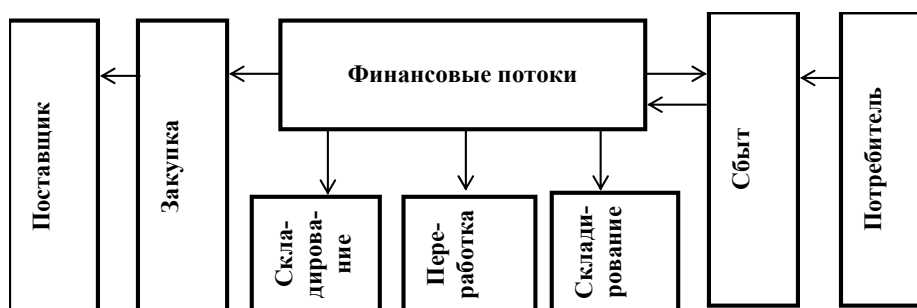 Поставщик
Закупка
Финансовые потоки
Скла-
дирова-
ние
Пере-
работка
Склади-
рование
Сбыт
Потребитель